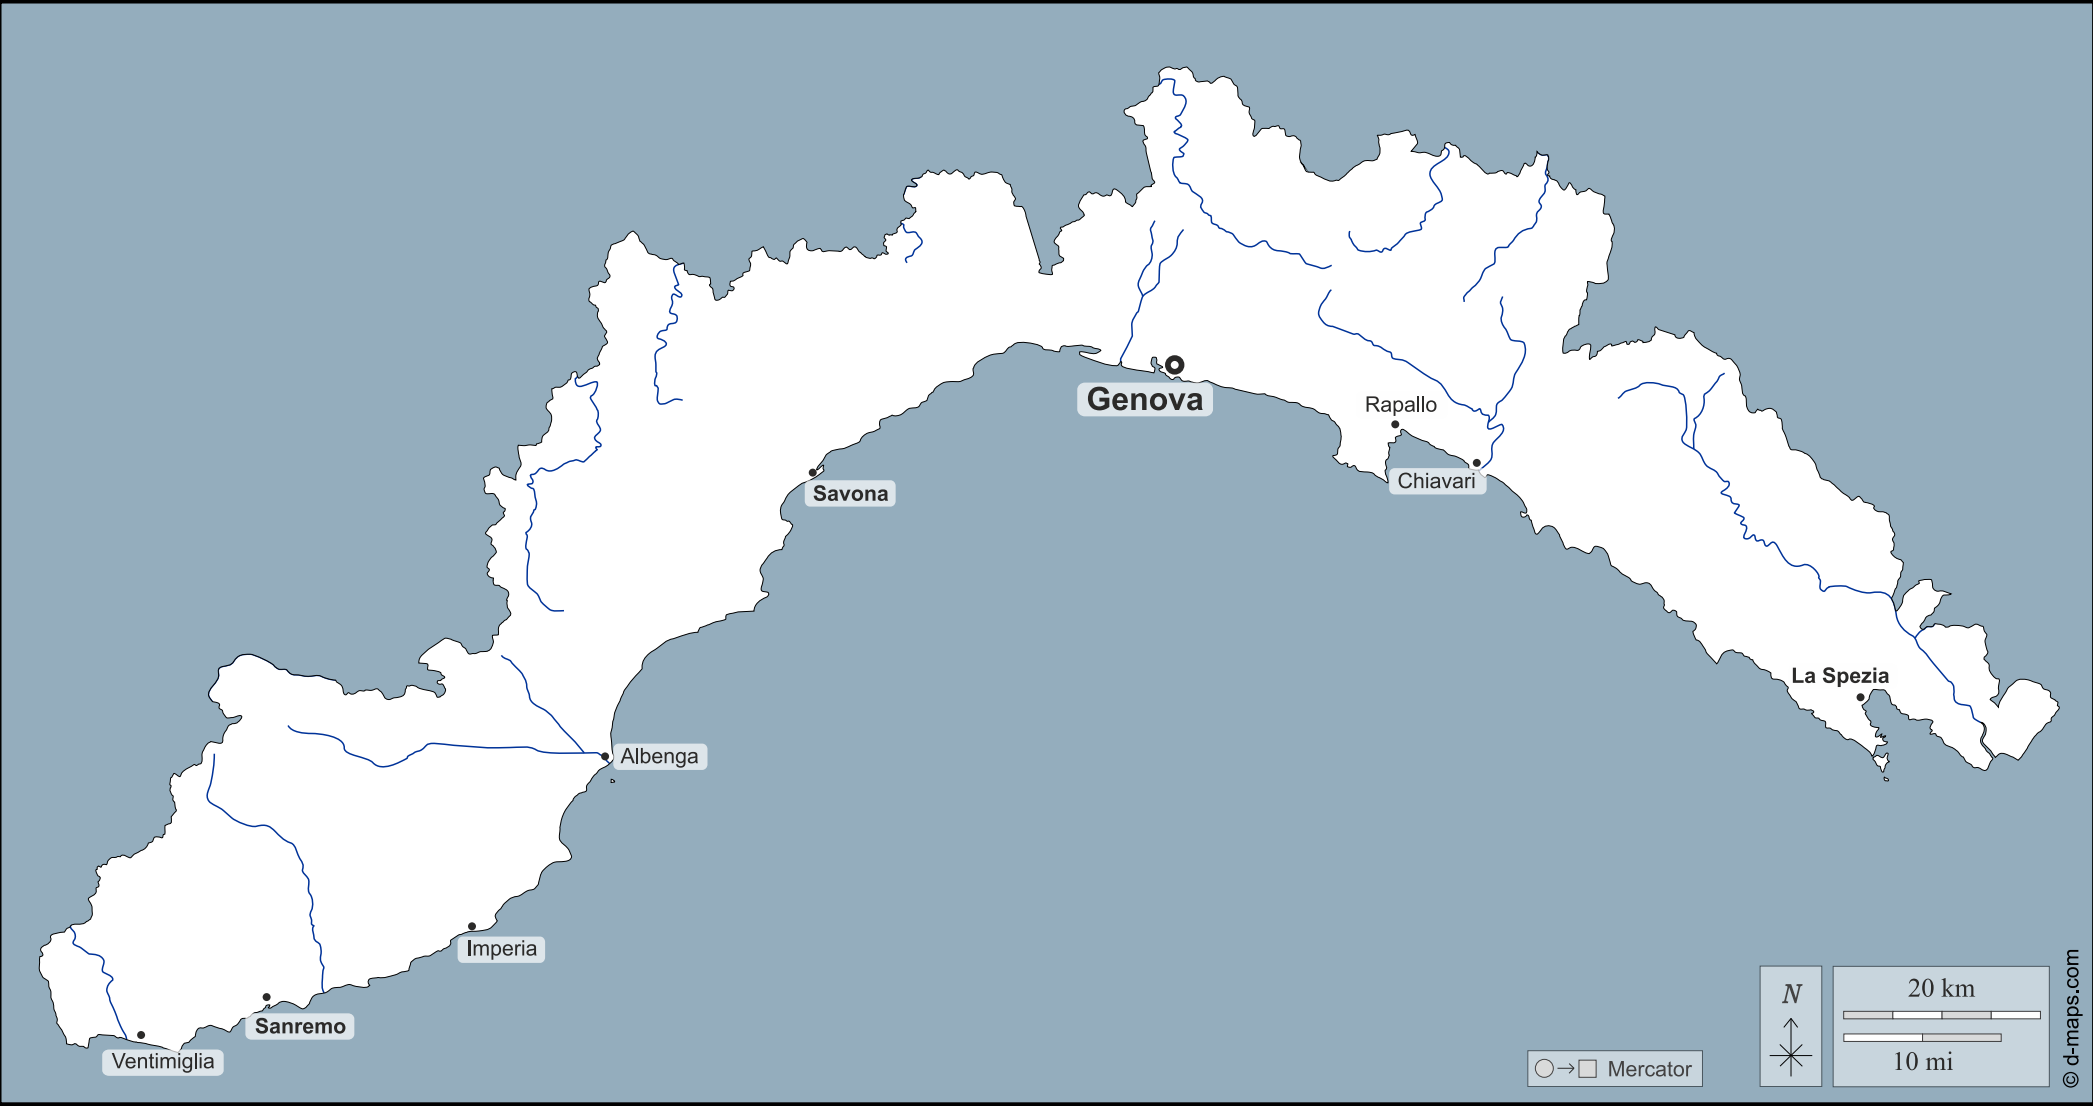 Genova
Rapallo
Chiavari
Savona
La Spezia
Albenga
Imperia
Sanremo
Ventimiglia
N
20 km
10 mi
Mercator
© d-maps.com